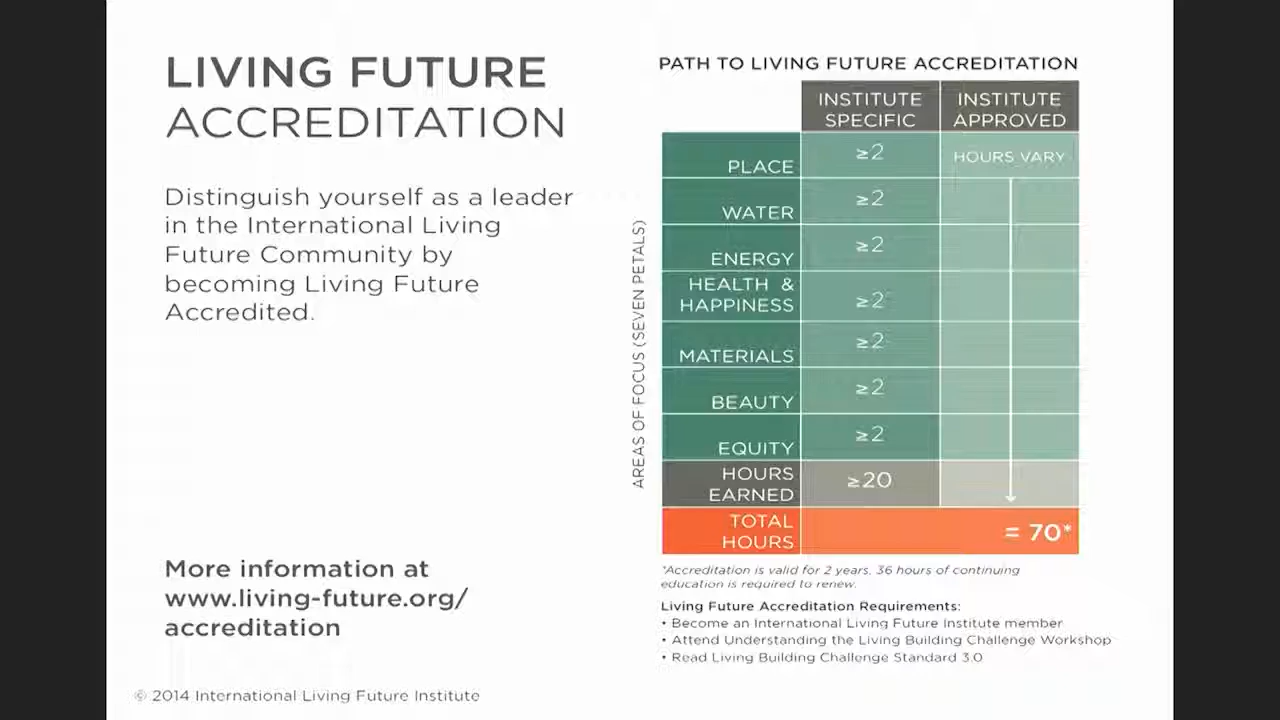 LIVING FUTURE
ACCREDITATION
Distinguish yourself as a leader
in the International Living
Future Community by
becoming Living Future
Accredited.
More information at
www.living-future.org/
accreditation
© 2014 International Living Future Institute
PATH TO LIVING FUTURE ACCREDITATION
INSTITUTE SPECIFIC
INSTITUTE APPROVED
AREAS OF FOCUS (SEVEN PETALS)
PLACE ≥2 HOURS VARY
WATER ≥2
ENERGY ≥2
HEALTH & HAPPINESS ≥2
MATERIALS ≥2
BEAUTY ≥2
EQUITY ≥2
HOURS EARNED ≥20
TOTAL HOURS = 70*
*Accreditation is valid for 2 years, 36 hours of continuing
education is required to renew.
Living Future Accreditation Requirements:
• Become an International Living Future Institute member
• Attend Understanding the Living Building Challenge Workshop
• Read Living Building Challenge Standard 3.0